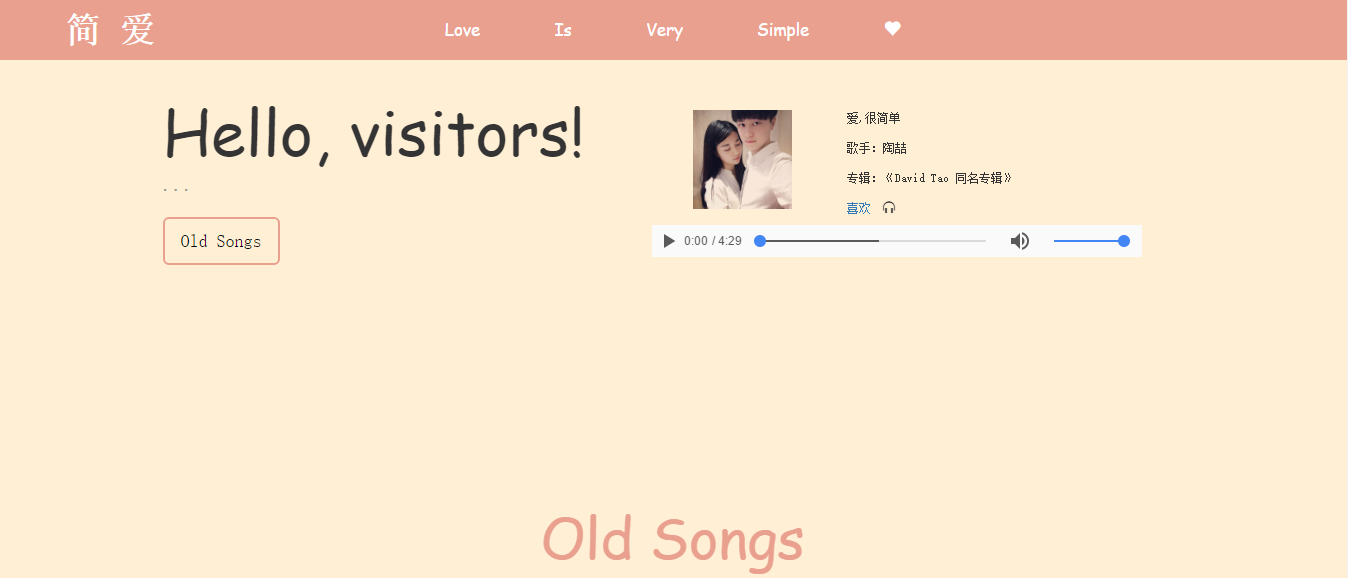 简 爱
Love Is Very Simple
Hello, visitors!
...
Old Songs
爱,很简单
歌手：陶喆
专辑：《David Tao 同名专辑》
喜欢
0:00 / 4:29
Old Songs